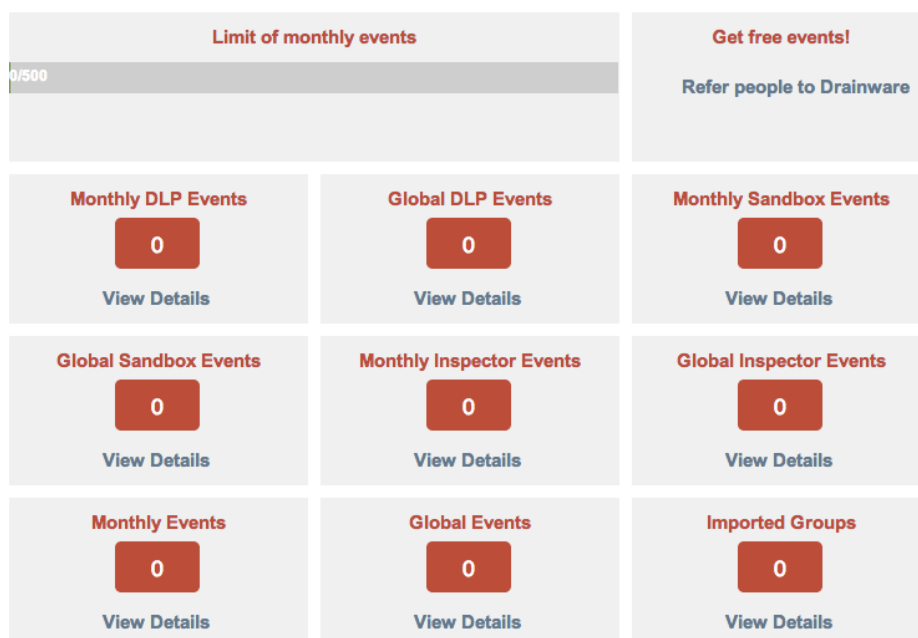 Limit of monthly events
0/500
Get free events!
Refer people to Drainware
Monthly DLP Events
0
View Details
Global DLP Events
0
View Details
Monthly Sandbox Events
0
View Details
Global Sandbox Events
0
View Details
Monthly Inspector Events
0
View Details
Global Inspector Events
0
View Details
Monthly Events
0
View Details
Global Events
0
View Details
Imported Groups
0
View Details